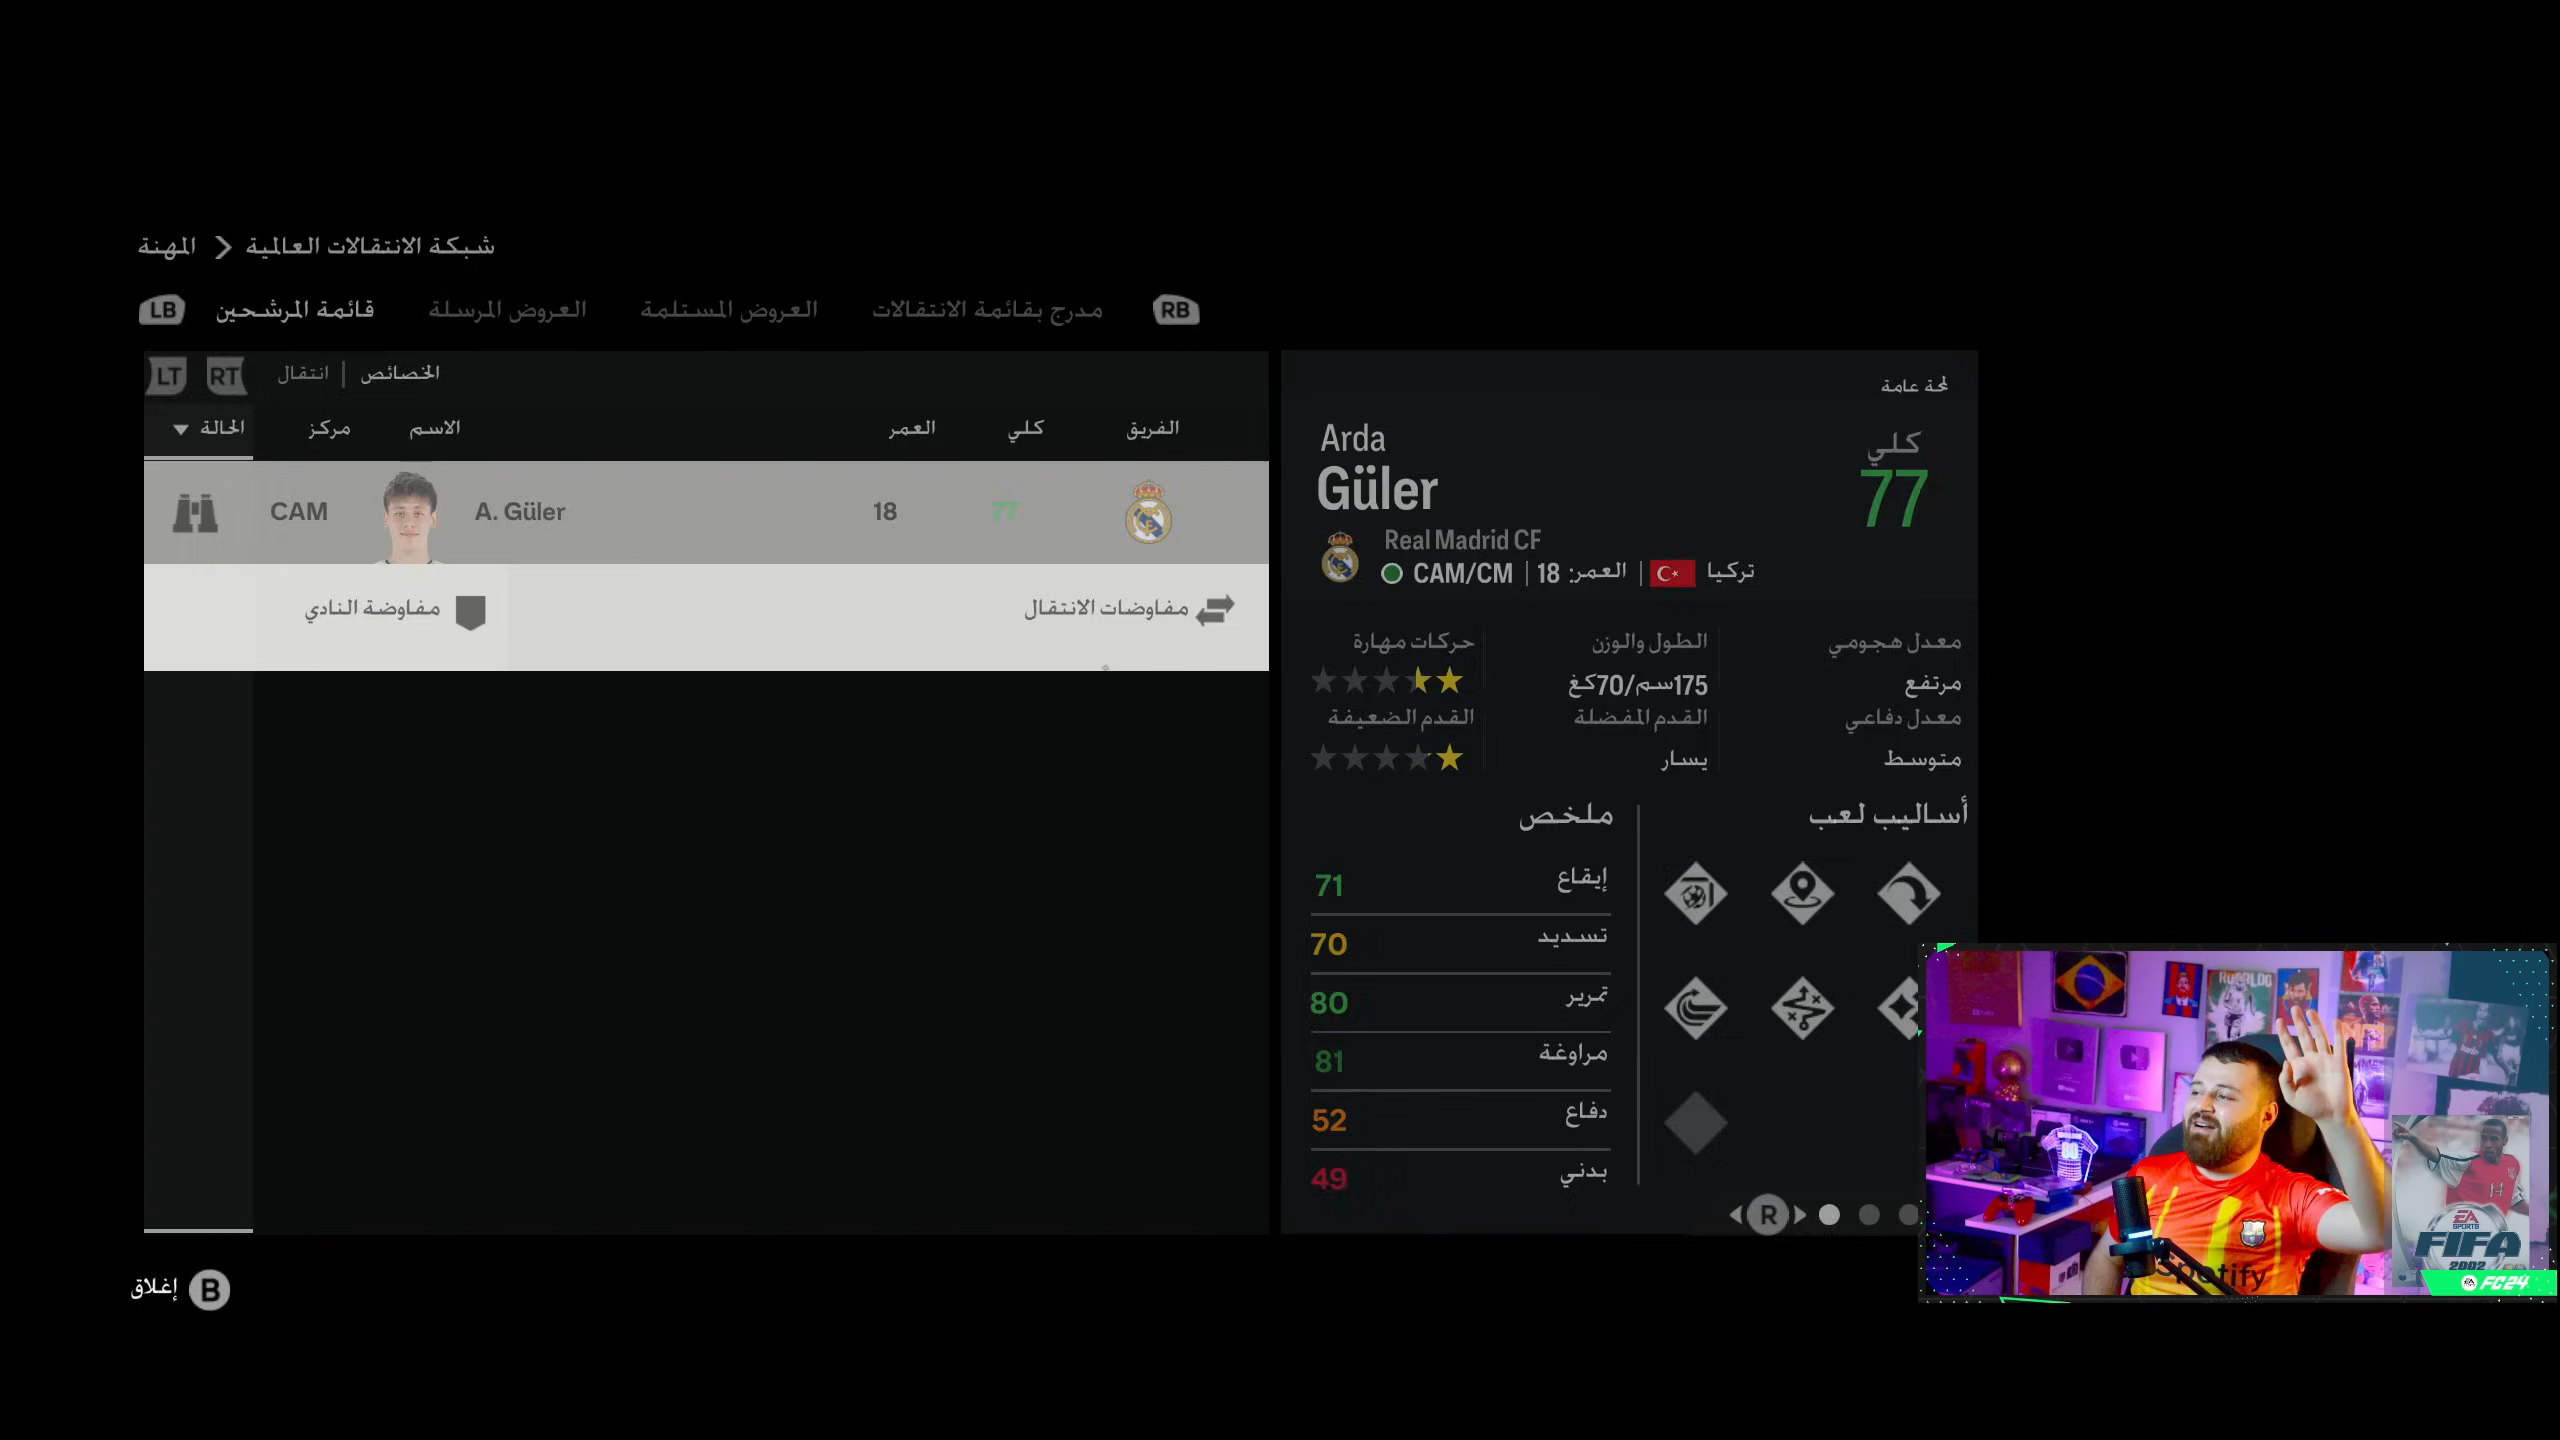 المهنة > شبكة الانتقالات العالمية
LB قائمة المرشحين العروض المرسلة العروض المستلمة مدرج بقائمة الانتقالات RB
LT RT انتقال | الخصائص
الحالة مركز الاسم العمر كلي الفريق
CAM A. Güler 18 77
مفاوضة النادي مفاوضات الانتقال
لمحة عامة
Arda
Güler
كلي
77
Real Madrid CF
CAM/CM | 18 :العمر | تركيا
معدل هجومي الطول والوزن حركات مهارة
مرتفع 175سم/70كغ
معدل دفاعي القدم المفضلة القدم الضعيفة
متوسط يسار
أساليب لعب
ملخص
إيقاع 71
تسديد 70
تمرير 80
مراوغة 81
دفاع 52
بدني 49
R
إغلاق B
Spotify
14
EA
SPORTS
FIFA
2002
FC24